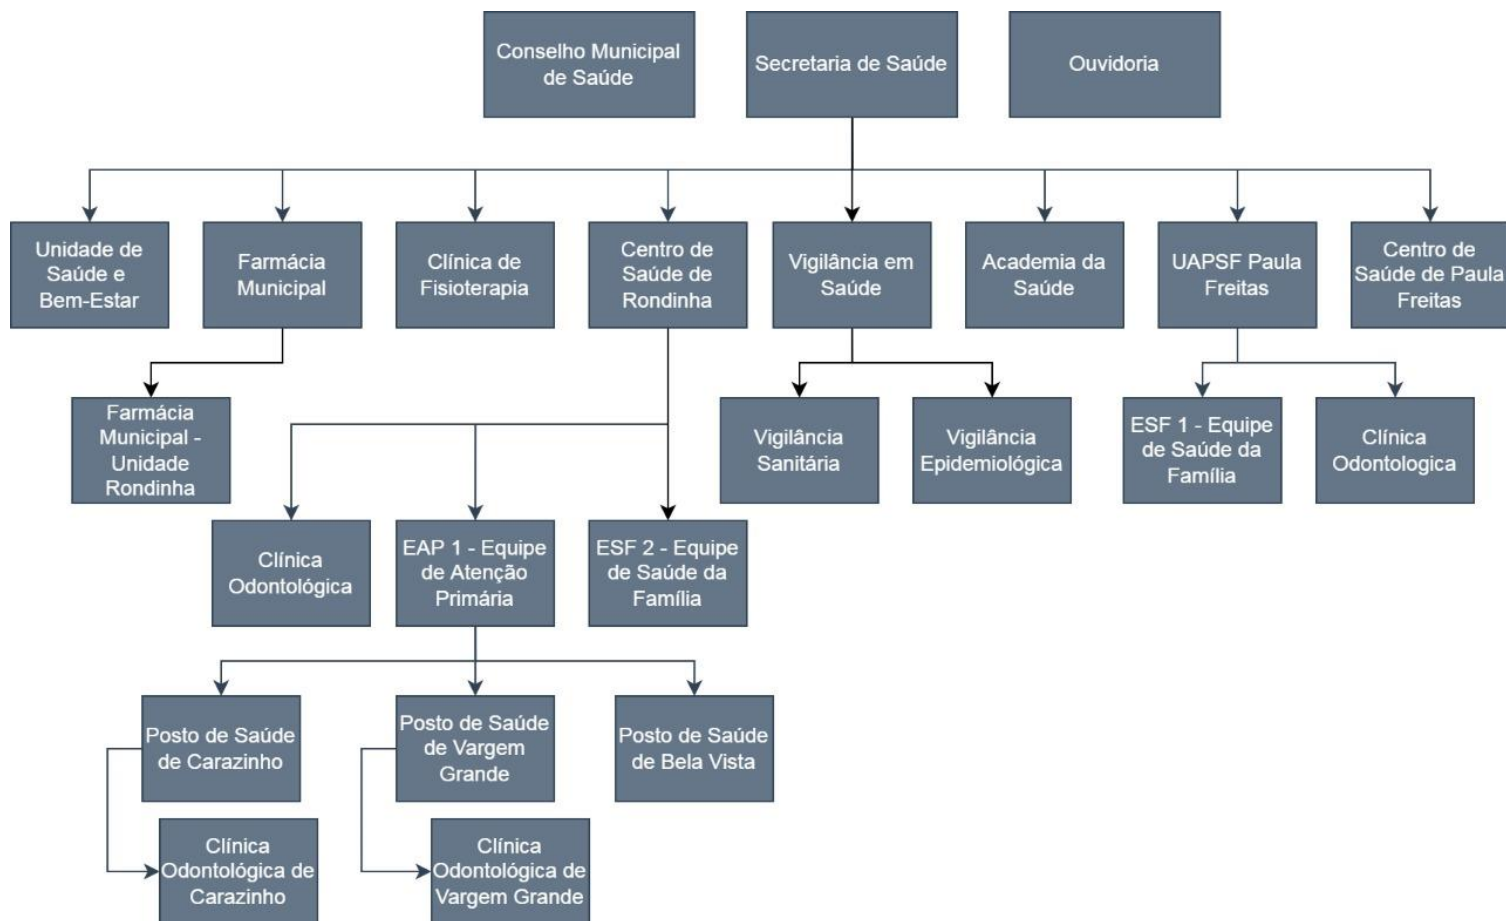 Conselho Municipal
de Saúde
Secretaria de Saúde
Ouvidoria
Unidade de
Saúde e
Bem-Estar
Farmácia
Municipal
Clínica de
Fisioterapia
Centro de
Saúde de
Rondinha
Vigilância em
Saúde
Academia da
Saúde
UAPSF Paula
Freitas
Centro de
Saúde de Paula
Freitas
Farmácia
Municipal -
Unidade
Rondinha
Vigilância
Sanitária
Vigilância
Epidemiológica
ESF 1 - Equipe
de Saúde da
Família
Clínica
Odontologica
Clínica
Odontológica
EAP 1 - Equipe
de Atenção
Primária
ESF 2 - Equipe
de Saúde da
Família
Posto de Saúde
de Carazinho
Posto de Saúde
de Vargem
Grande
Posto de Saúde
de Bela Vista
Clínica
Odontológica de
Carazinho
Clínica
Odontológica de
Vargem Grande